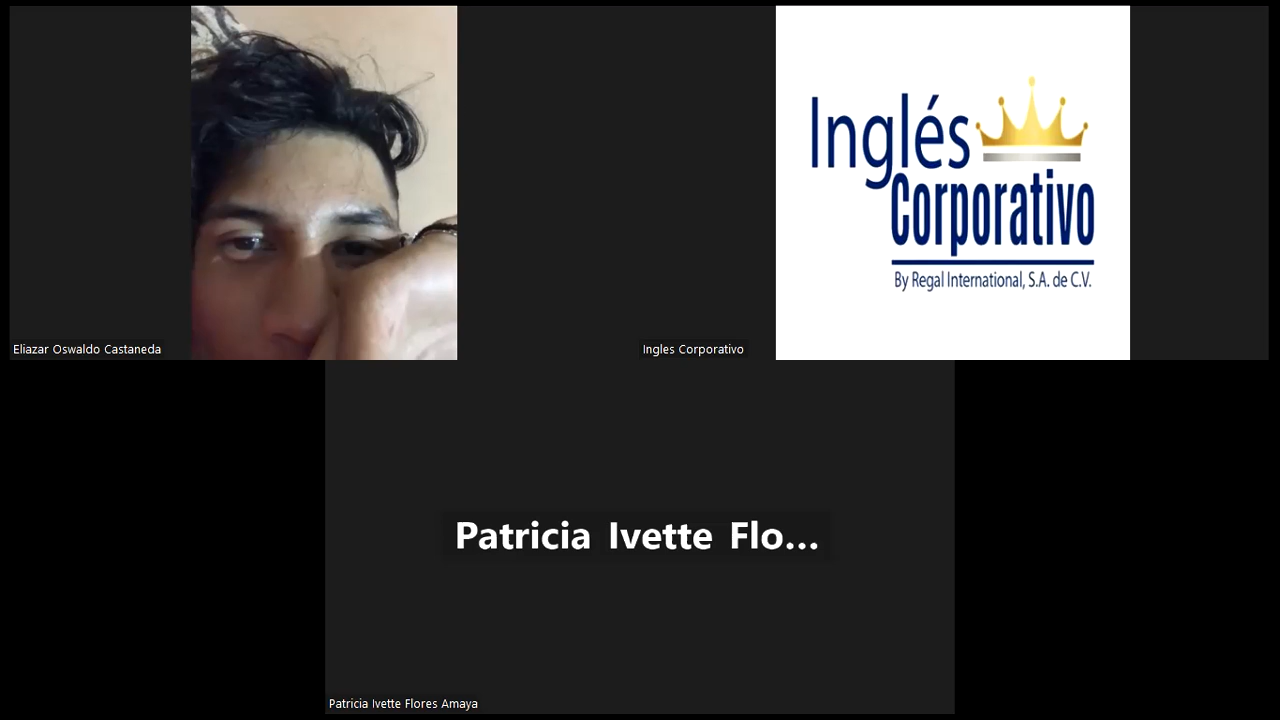 Inglés
Corporativo
By Regal International, S.A. de C.V.
Eliazar Oswaldo Castaneda
Ingles Corporativo
Patricia Ivette Flo...
Patricia Ivette Flores Amaya